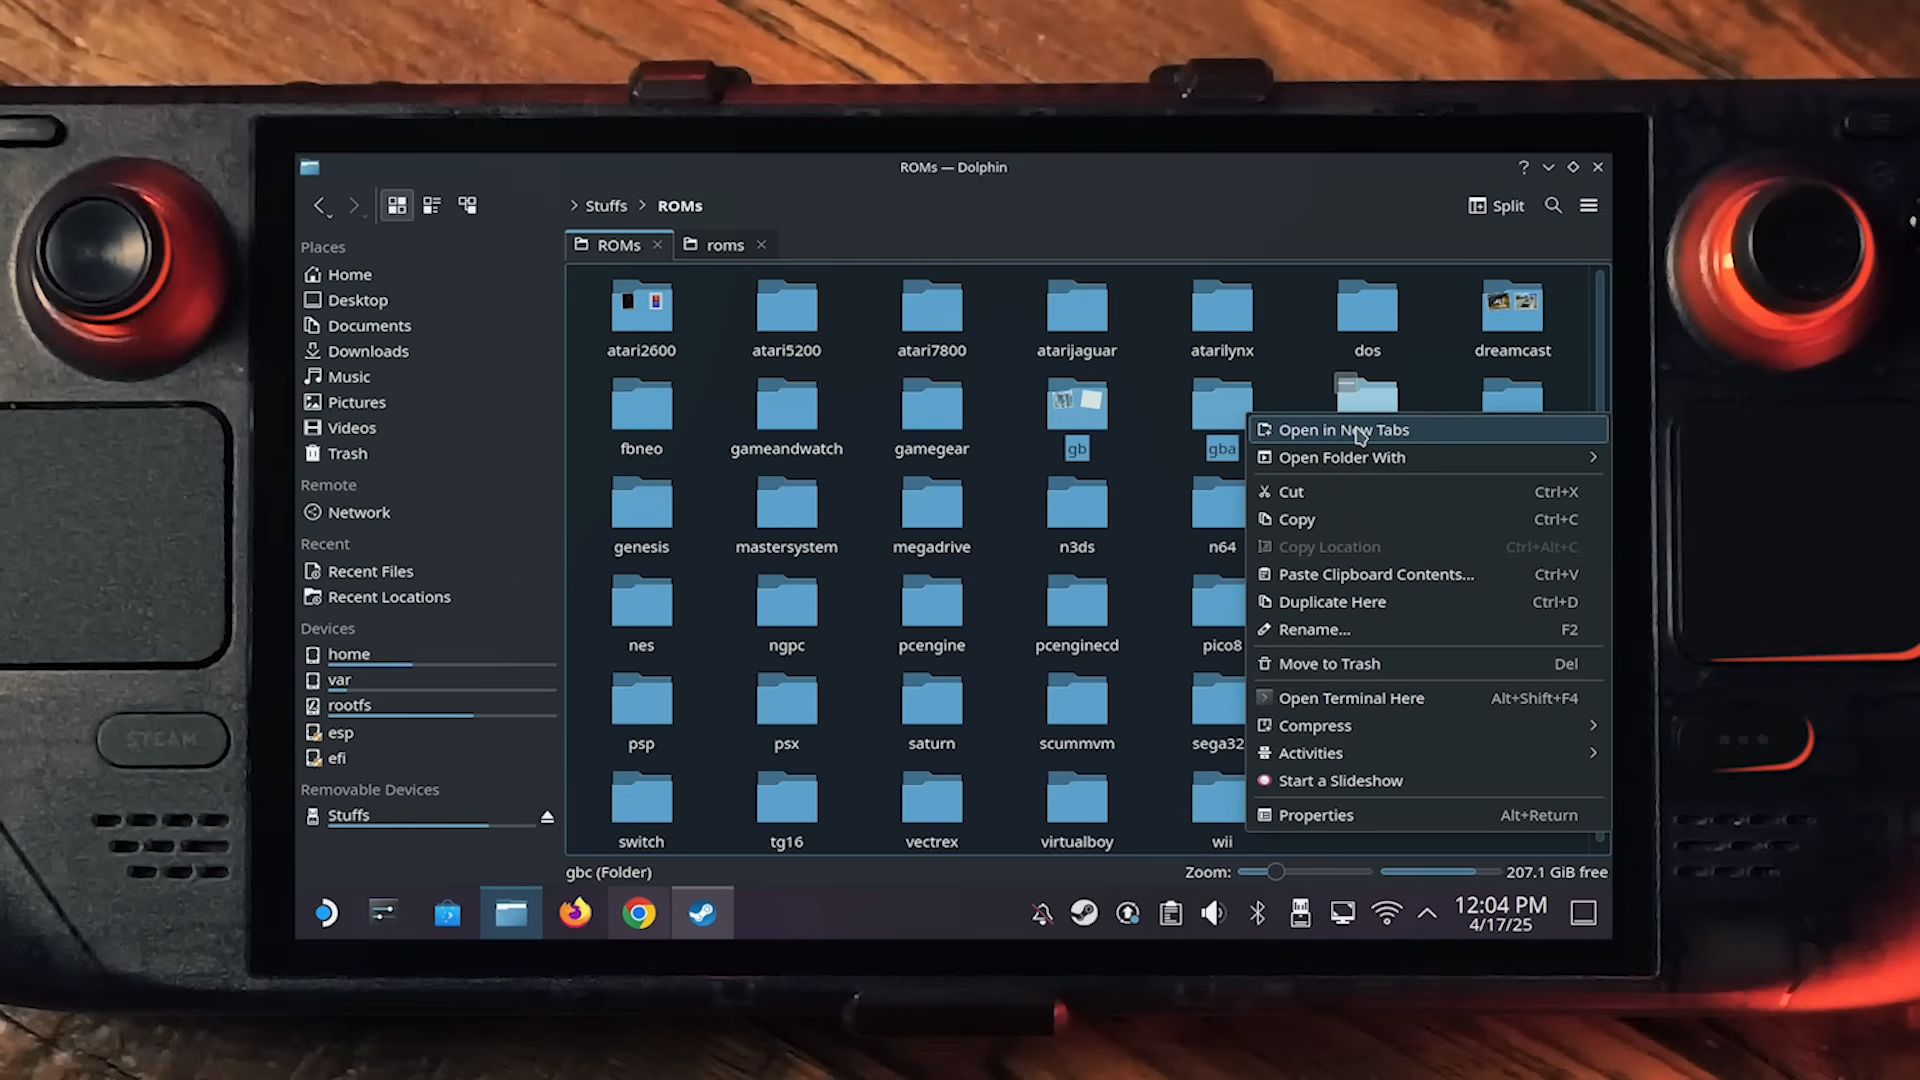 ROMs — Dolphin
?
Stuffs
ROMs
Split
Places
Home
Desktop
Documents
Downloads
Music
Pictures
Videos
Trash
Remote
Network
Recent
Recent Files
Recent Locations
Devices
home
var
rootfs
esp
efi
Removable Devices
Stuffs
ROMs
roms
atari2600
atari5200
atari7800
atarijaguar
atarilynx
dos
dreamcast
fbneo
gameandwatch
gamegear
gb
gba
genesis
mastersystem
megadrive
n3ds
n64
nes
ngpc
pcengine
pcenginecd
pico8
psp
psx
saturn
scummvm
sega32
switch
tg16
vectrex
virtualboy
wii
Open in New Tabs
Open Folder With
Cut Ctrl+X
Copy Ctrl+C
Copy Location Ctrl+Alt+C
Paste Clipboard Contents... Ctrl+V
Duplicate Here Ctrl+D
Rename... F2
Move to Trash Del
Open Terminal Here Alt+Shift+F4
Compress
Activities
Start a Slideshow
Properties Alt+Return
gbc (Folder)
Zoom:
207.1 GiB free
12:04 PM
4/17/25
STEAM